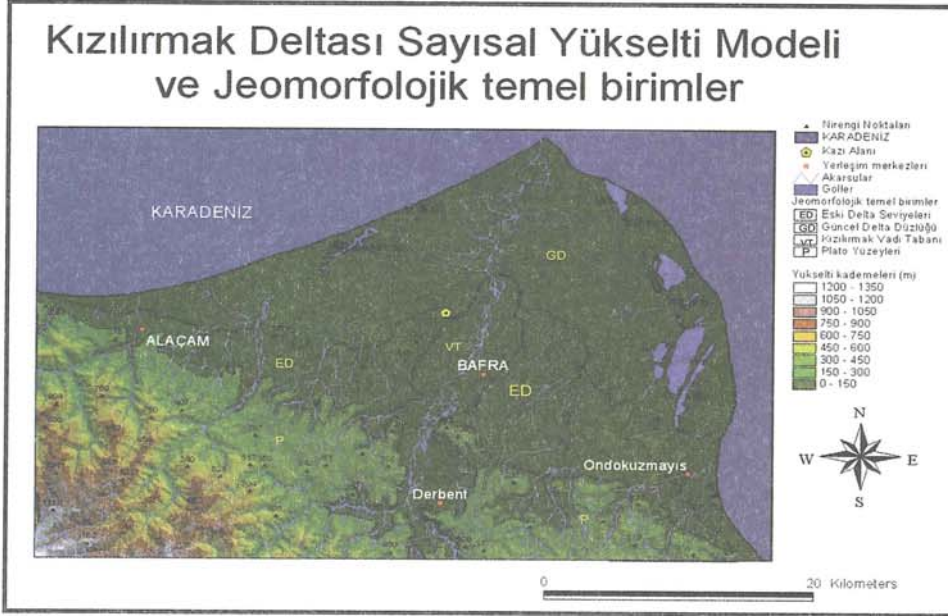 Kızılırmak Deltası Sayısal Yükselti Modeli
ve Jeomorfolojik temel birimler
KARADENİZ
GD
ALAÇAM
ED
VT
BAFRA
ED
P
Ondokuzmayıs
Derbent
P
Nirengi Noktaları
KARADENİZ
Kazı Alanı
Yerleşim merkezleri
Akarsular
Göller
Jeomorfolojik temel birimler
ED Eski Delta Seviyeleri
GD Güncel Delta Düzlüğü
VT Kızılırmak Vadi Tabanı
P Plato Yüzeyleri
Yükselti kademeleri (m)
1200 - 1350
1050 - 1200
900 - 1050
750 - 900
600 - 750
450 - 600
300 - 450
150 - 300
0 - 150
N
W E
S
0 20 Kilometers